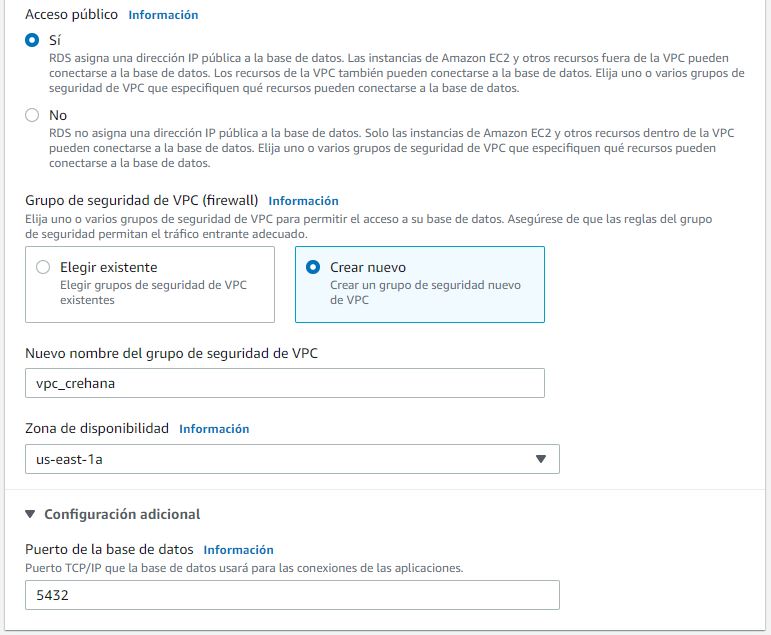 Acceso público Información
Sí
RDS asigna una dirección IP pública a la base de datos. Las instancias de Amazon EC2 y otros recursos fuera de la VPC pueden
conectarse a la base de datos. Los recursos de la VPC también pueden conectarse a la base de datos. Elija uno o varios grupos de
seguridad de VPC que especifiquen qué recursos pueden conectarse a la base de datos.
No
RDS no asigna una dirección IP pública a la base de datos. Solo las instancias de Amazon EC2 y otros recursos dentro de la VPC
pueden conectarse a la base de datos. Elija uno o varios grupos de seguridad de VPC que especifiquen qué recursos pueden
conectarse a la base de datos.
Grupo de seguridad de VPC (firewall) Información
Elija uno o varios grupos de seguridad de VPC para permitir el acceso a su base de datos. Asegúrese de que las reglas del grupo
de seguridad permitan el tráfico entrante adecuado.
Elegir existente
Elegir grupos de seguridad de VPC
existentes
Crear nuevo
Crear un grupo de seguridad nuevo
de VPC
Nuevo nombre del grupo de seguridad de VPC
vpc_crehana
Zona de disponibilidad Información
us-east-1a
Configuración adicional
Puerto de la base de datos Información
Puerto TCP/IP que la base de datos usará para las conexiones de las aplicaciones.
5432